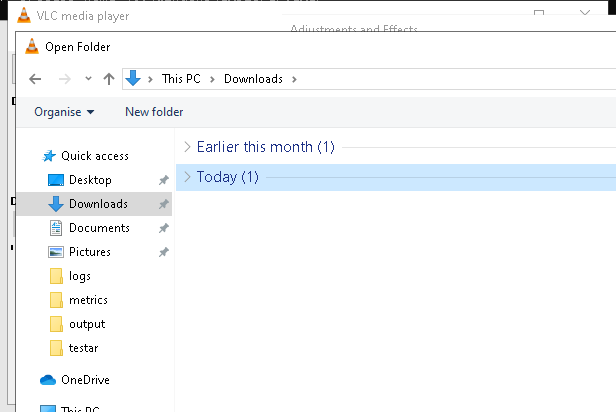 VLC media player
Adjustments and Effects
Open Folder
This PC > Downloads >
Organise
New folder
Earlier this month (1)
Today (1)
Quick access
Desktop
Downloads
Documents
Pictures
logs
metrics
output
testar
OneDrive
This PC